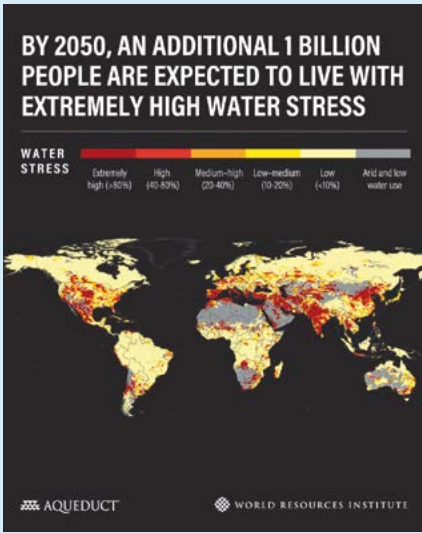 BY 2050, AN ADDITIONAL 1 BILLION
PEOPLE ARE EXPECTED TO LIVE WITH
EXTREMELY HIGH WATER STRESS
WATER
STRESS
Extremely
high (>80%)
High
(40-80%)
Medium-high
(20-40%)
Low-medium
(10-20%)
Low
(<10%)
Arid and low
water use
AQUEDUCT
WORLD RESOURCES INSTITUTE